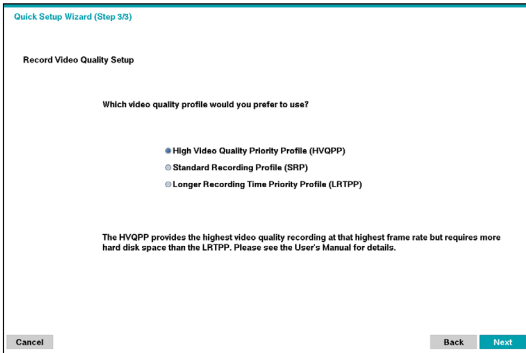 Quick Setup Wizard (Step 3/3)
Record Video Quality Setup
Which video quality profile would you prefer to use?
High Video Quality Priority Profile (HVQPP)
Standard Recording Profile (SRP)
Longer Recording Time Priority Profile (LRTPP)
The HVQPP provides the highest video quality recording at that highest frame rate but requires more
hard disk space than the LRTPP. Please see the User's Manual for details.
Cancel
Back
Next